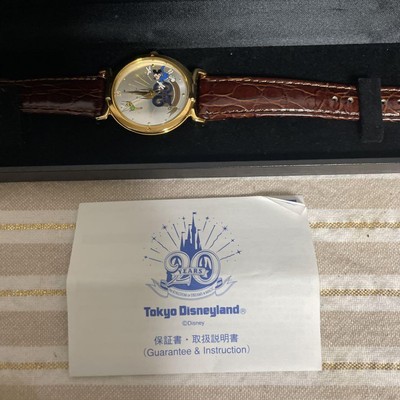 20
YEARS
Tokyo Disneyland®
©Disney
保証書・取扱説明書
(Guarantee & Instruction)